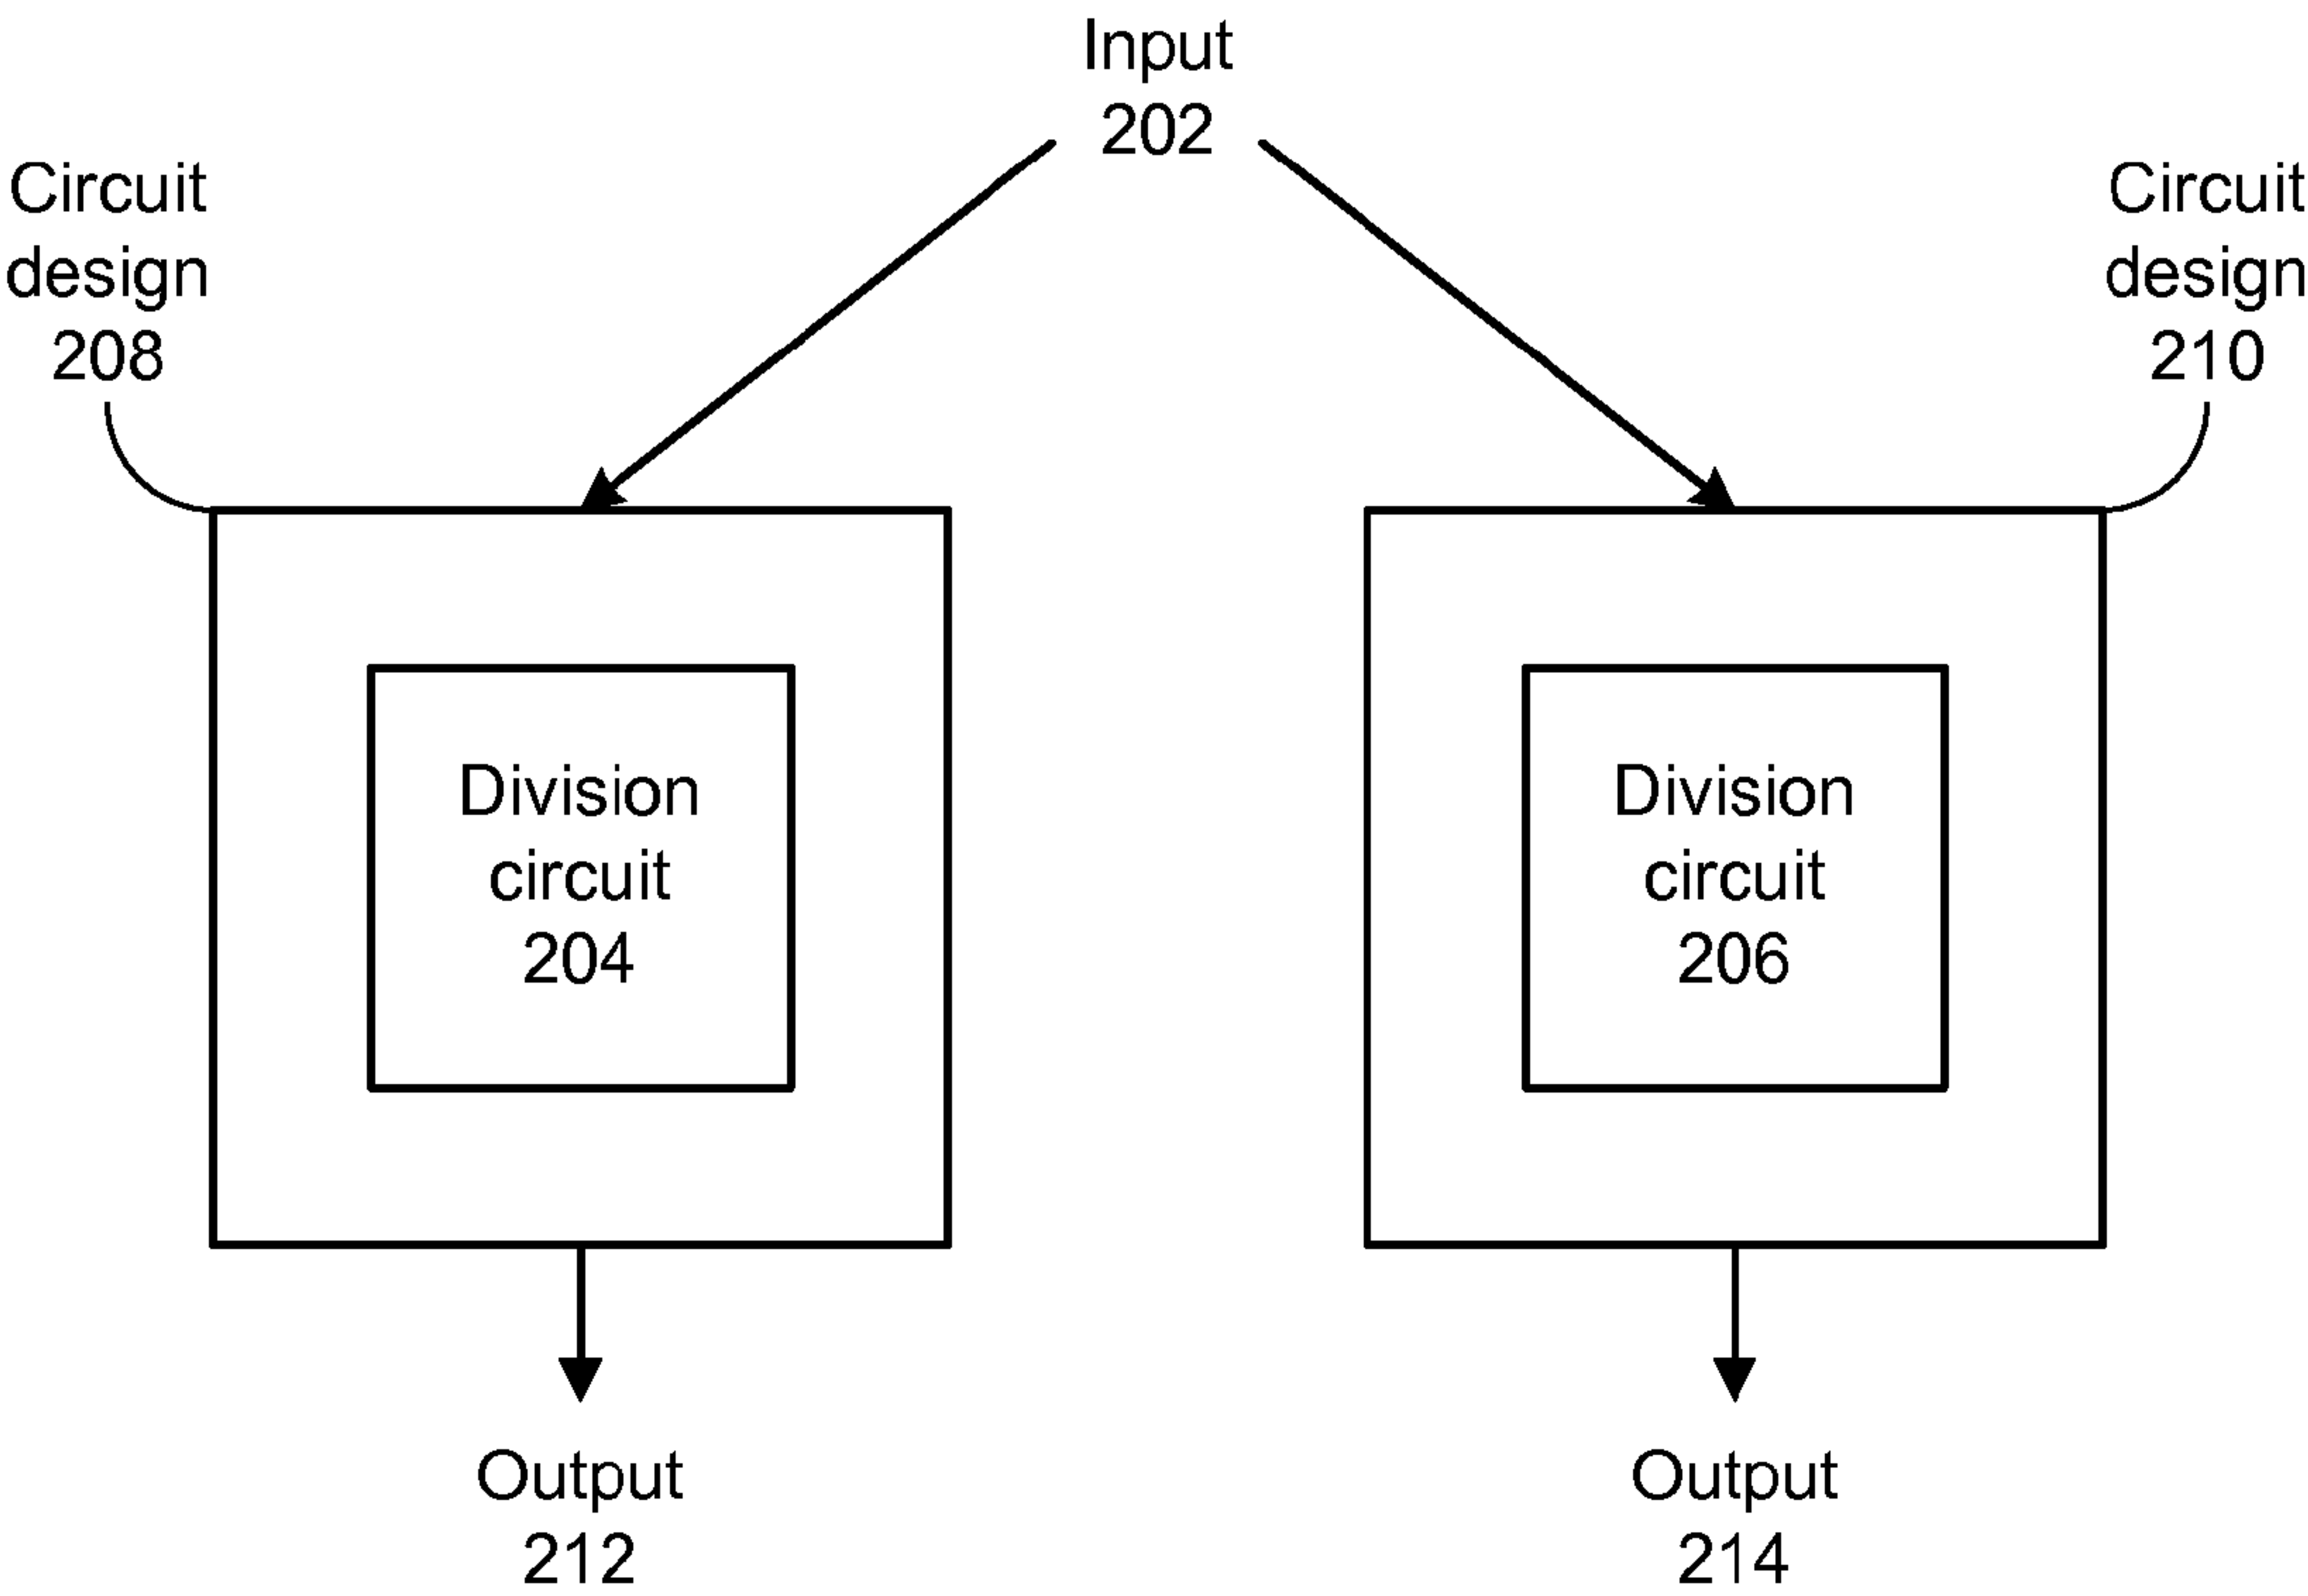 Input
202
Circuit
design
208
Circuit
design
210
Division
circuit
204
Division
circuit
206
Output
212
Output
214